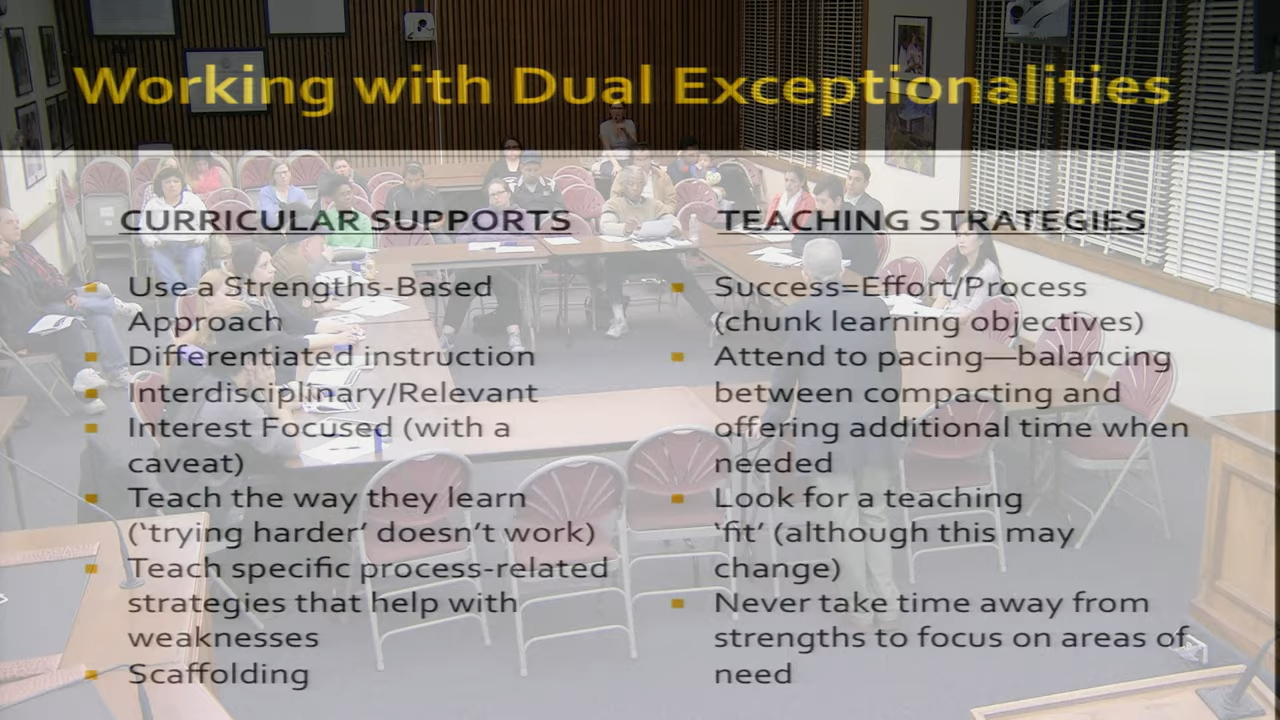 Working with Dual Exceptionalities
CURRICULAR SUPPORTS
Use a Strengths-Based
Approach
Differentiated instruction
Interdisciplinary/Relevant
Interest Focused (with a
caveat)
Teach the way they learn
(‘trying harder’ doesn’t work)
Teach specific process-related
strategies that help with
weaknesses
Scaffolding
TEACHING STRATEGIES
Success=Effort/Process
(chunk learning objectives)
Attend to pacing—balancing
between compacting and
offering additional time when
needed
Look for a teaching
‘fit’ (although this may
change)
Never take time away from
strengths to focus on areas of
need